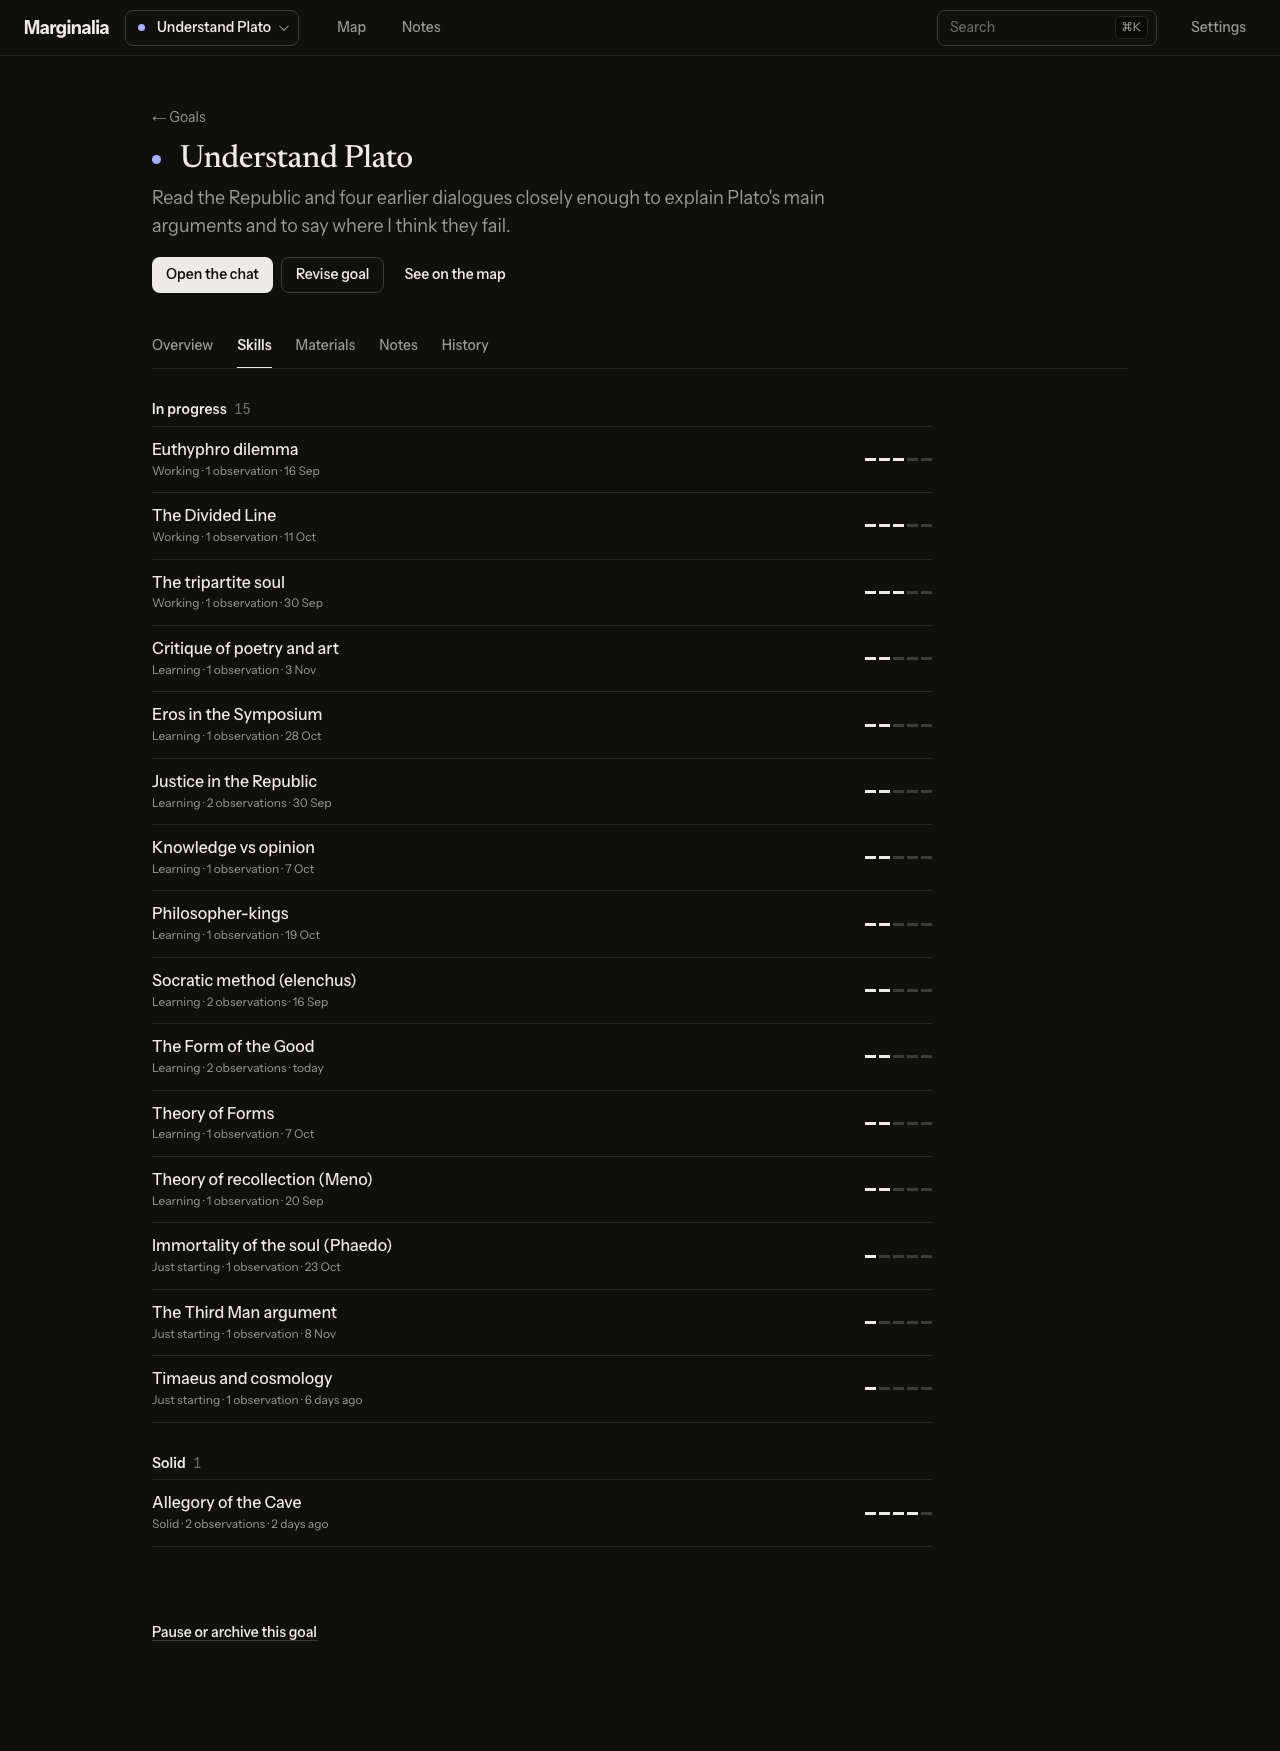 Marginalia
Understand Plato
Map
Notes
Search
⌘K
Settings
← Goals
Understand Plato
Read the Republic and four earlier dialogues closely enough to explain Plato's main
arguments and to say where I think they fail.
Open the chat
Revise goal
See on the map
Overview
Skills
Materials
Notes
History
In progress 15
Euthyphro dilemma
Working · 1 observation · 16 Sep
The Divided Line
Working · 1 observation · 11 Oct
The tripartite soul
Working · 1 observation · 30 Sep
Critique of poetry and art
Learning · 1 observation · 3 Nov
Eros in the Symposium
Learning · 1 observation · 28 Oct
Justice in the Republic
Learning · 2 observations · 30 Sep
Knowledge vs opinion
Learning · 1 observation · 7 Oct
Philosopher-kings
Learning · 1 observation · 19 Oct
Socratic method (elenchus)
Learning · 2 observations · 16 Sep
The Form of the Good
Learning · 2 observations · today
Theory of Forms
Learning · 1 observation · 7 Oct
Theory of recollection (Meno)
Learning · 1 observation · 20 Sep
Immortality of the soul (Phaedo)
Just starting · 1 observation · 23 Oct
The Third Man argument
Just starting · 1 observation · 8 Nov
Timaeus and cosmology
Just starting · 1 observation · 6 days ago
Solid 1
Allegory of the Cave
Solid · 2 observations · 2 days ago
Pause or archive this goal